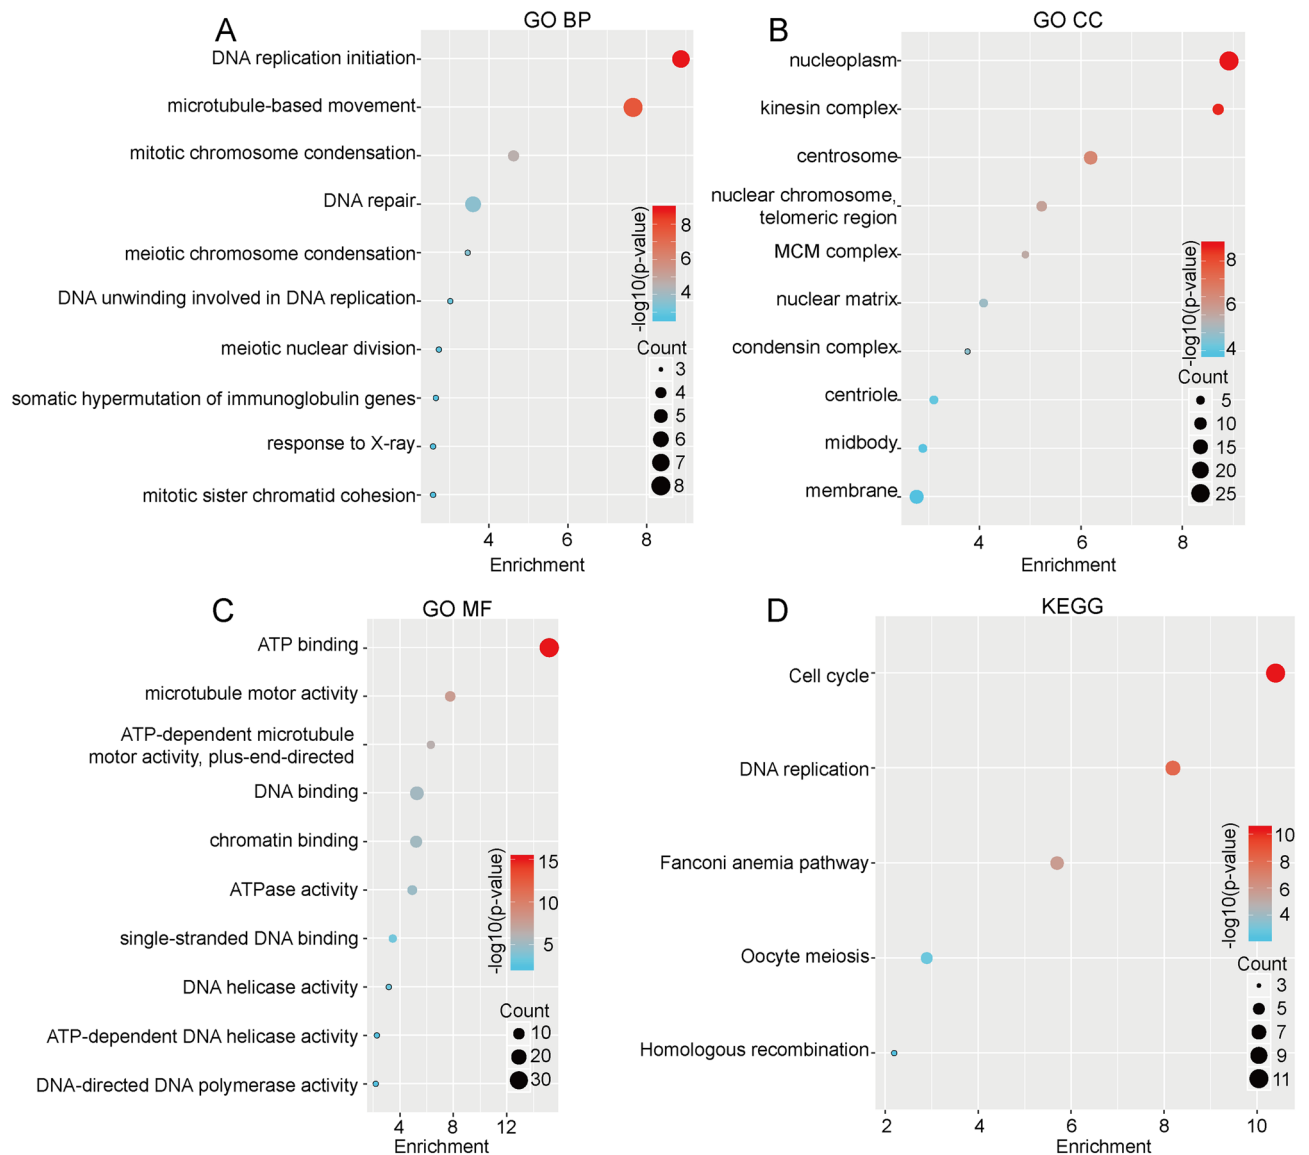 A
GO BP
DNA replication initiation
microtubule-based movement
mitotic chromosome condensation
DNA repair
meiotic chromosome condensation
DNA unwinding involved in DNA replication
meiotic nuclear division
somatic hypermutation of immunoglobulin genes
response to X-ray
mitotic sister chromatid cohesion
4 6 8
Enrichment
-log10(p-value)
8
6
4
Count
3
4
5
6
7
8
B
GO CC
nucleoplasm
kinesin complex
centrosome
nuclear chromosome,
telomeric region
MCM complex
nuclear matrix
condensin complex
centriole
midbody
membrane
4 6 8
Enrichment
-log10(p-value)
8
6
4
Count
5
10
15
20
25
C
GO MF
ATP binding
microtubule motor activity
ATP-dependent microtubule
motor activity, plus-end-directed
DNA binding
chromatin binding
ATPase activity
single-stranded DNA binding
DNA helicase activity
ATP-dependent DNA helicase activity
DNA-directed DNA polymerase activity
4 8 12
Enrichment
-log10(p-value)
15
10
5
Count
10
20
30
D
KEGG
Cell cycle
DNA replication
Fanconi anemia pathway
Oocyte meiosis
Homologous recombination
2 4 6 8 10
Enrichment
-log10(p-value)
10
8
6
4
Count
3
5
7
9
11